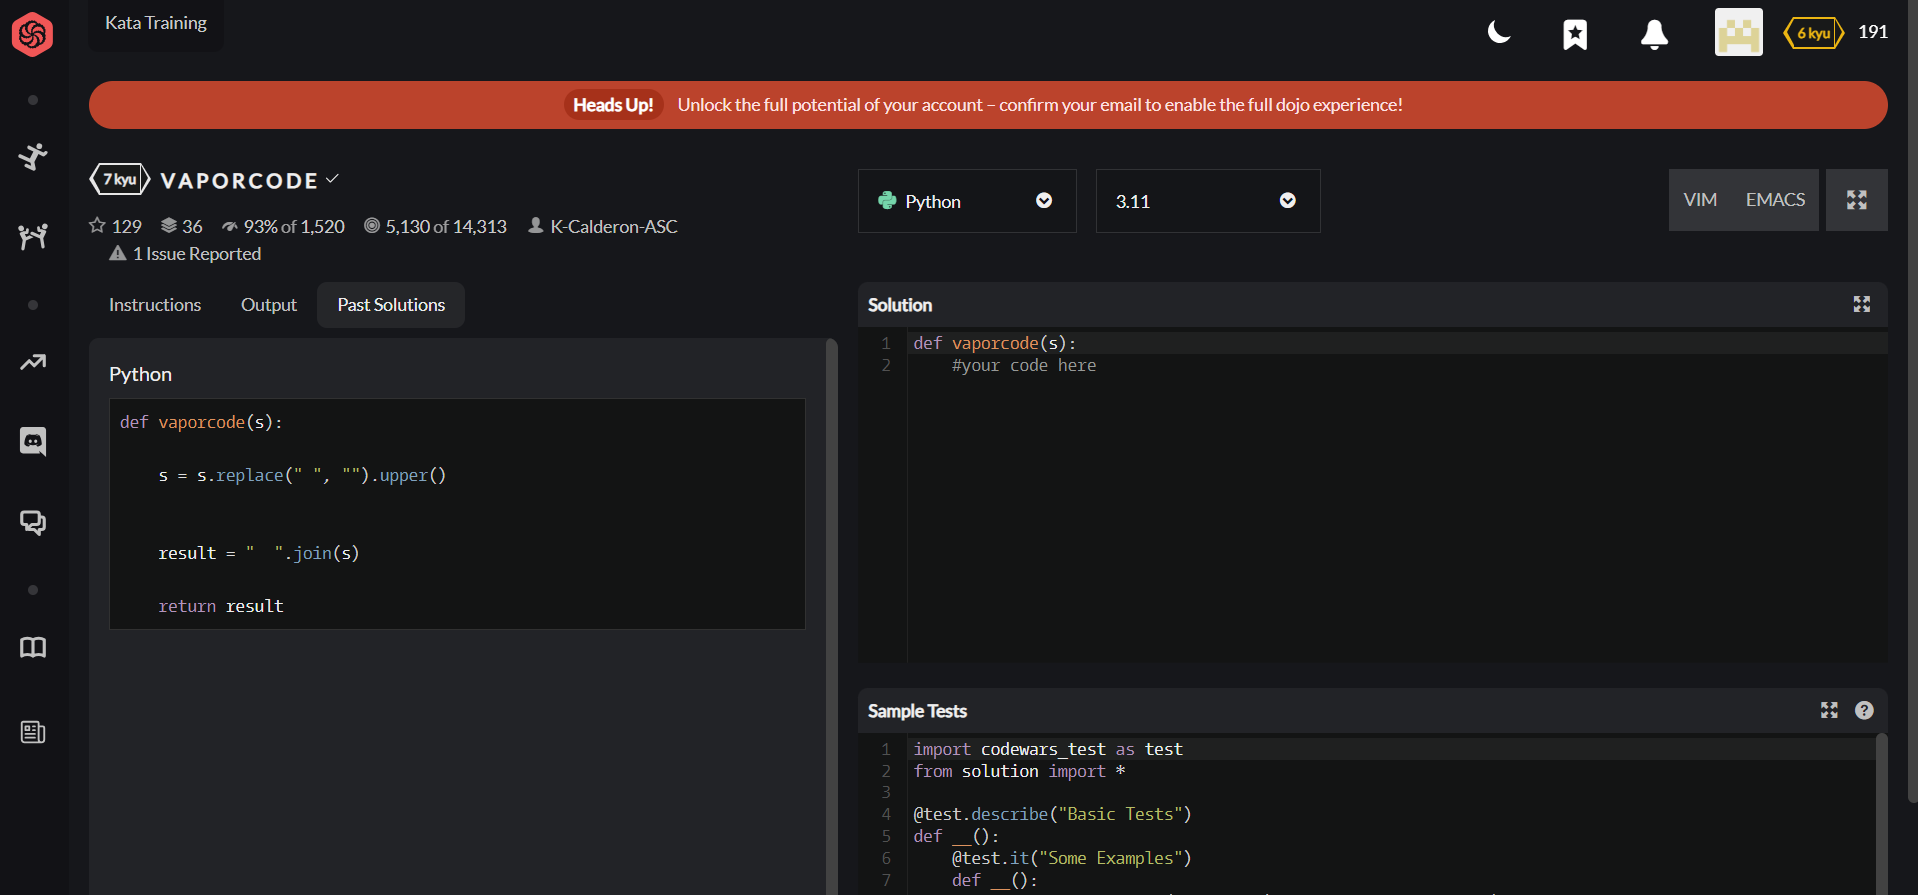 Kata Training
6 kyu 191
Heads Up! Unlock the full potential of your account – confirm your email to enable the full dojo experience!
7 kyu VAPORCODE
129 36 93% of 1,520 5,130 of 14,313 K-Calderon-ASC
1 Issue Reported
Python 3.11 VIM EMACS
Instructions Output Past Solutions
Python
def vaporcode(s):
    s = s.replace(" ", "").upper()
    result = "  ".join(s)
    return result
Solution
1 def vaporcode(s):
2     #your code here
Sample Tests
?
1 import codewars_test as test
2 from solution import *
3
4 @test.describe("Basic Tests")
5 def __():
6     @test.it("Some Examples")
7     def __():